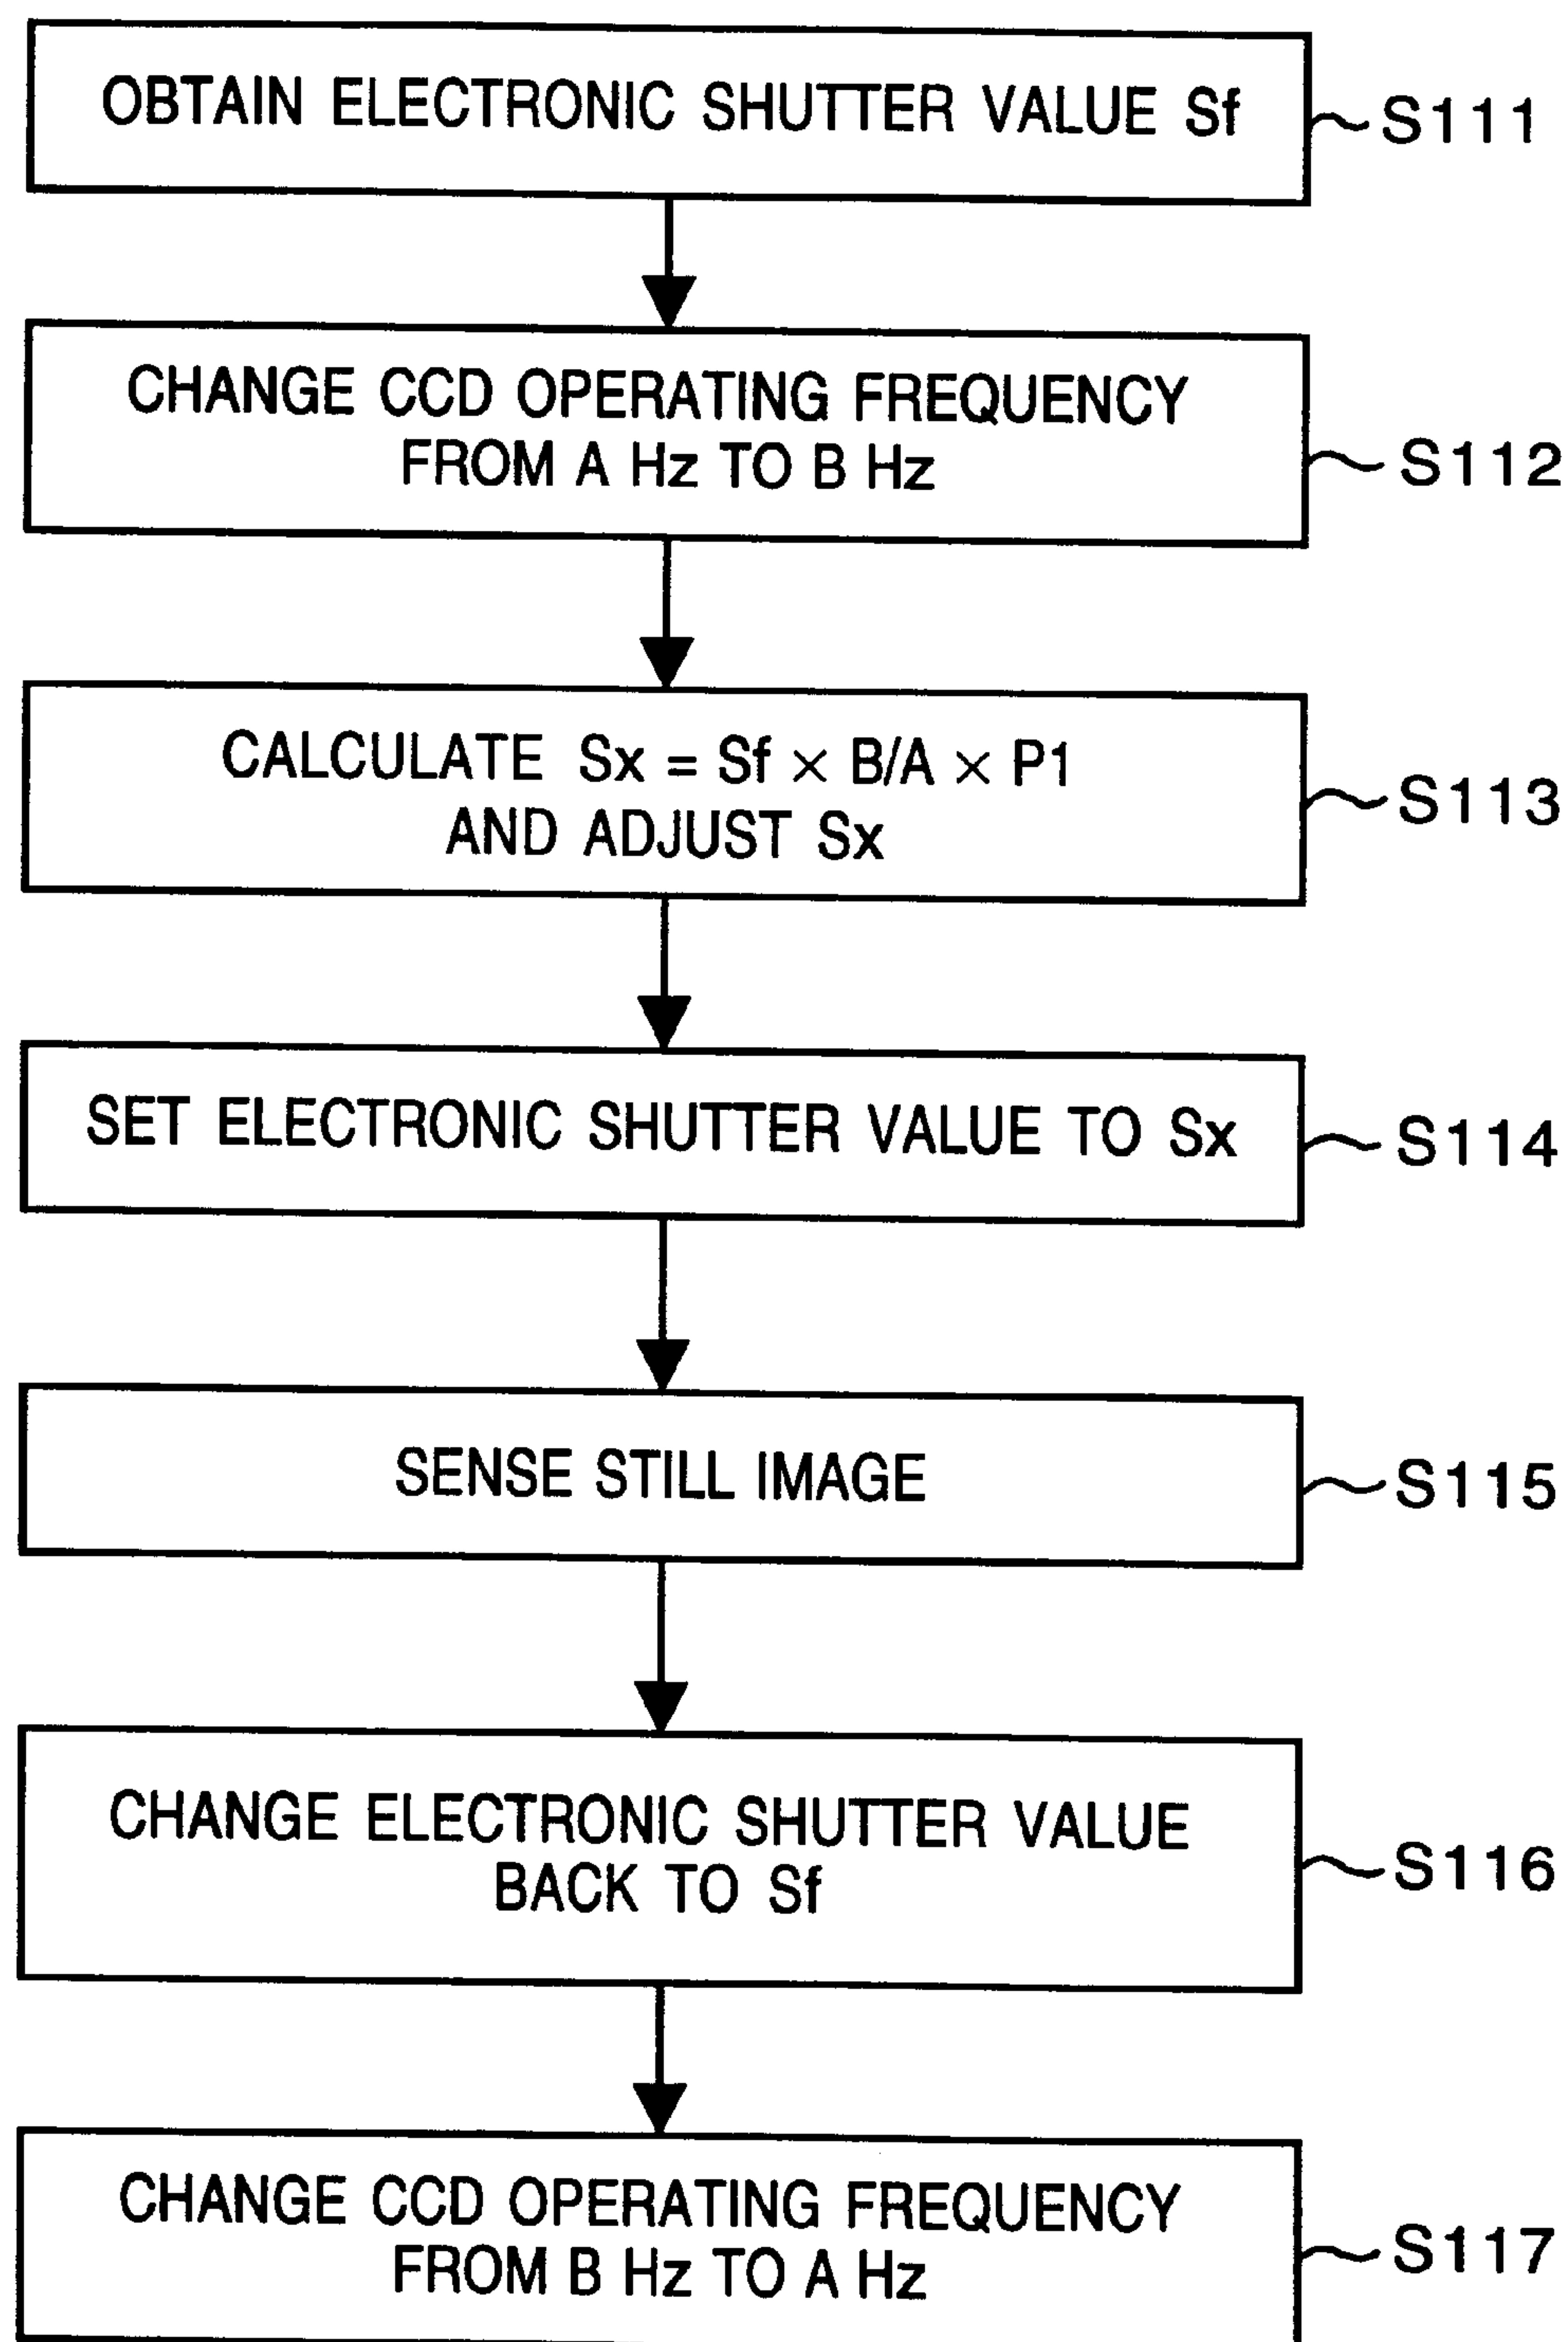 OBTAIN ELECTRONIC SHUTTER VALUE Sf
S111
CHANGE CCD OPERATING FREQUENCY
FROM A Hz TO B Hz
S112
CALCULATE Sx = Sf × B/A × P1
AND ADJUST Sx
S113
SET ELECTRONIC SHUTTER VALUE TO Sx
S114
SENSE STILL IMAGE
S115
CHANGE ELECTRONIC SHUTTER VALUE
BACK TO Sf
S116
CHANGE CCD OPERATING FREQUENCY
FROM B Hz TO A Hz
S117